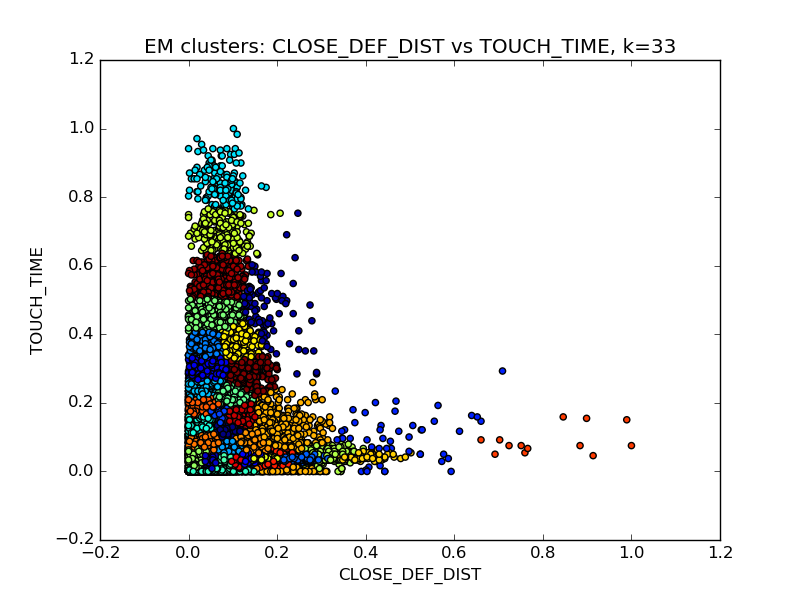 EM clusters: CLOSE_DEF_DIST vs TOUCH_TIME, k=33
1.2
1.0
0.8
0.6
0.4
0.2
0.0
−0.2
TOUCH_TIME
−0.2 0.0 0.2 0.4 0.6 0.8 1.0 1.2
CLOSE_DEF_DIST